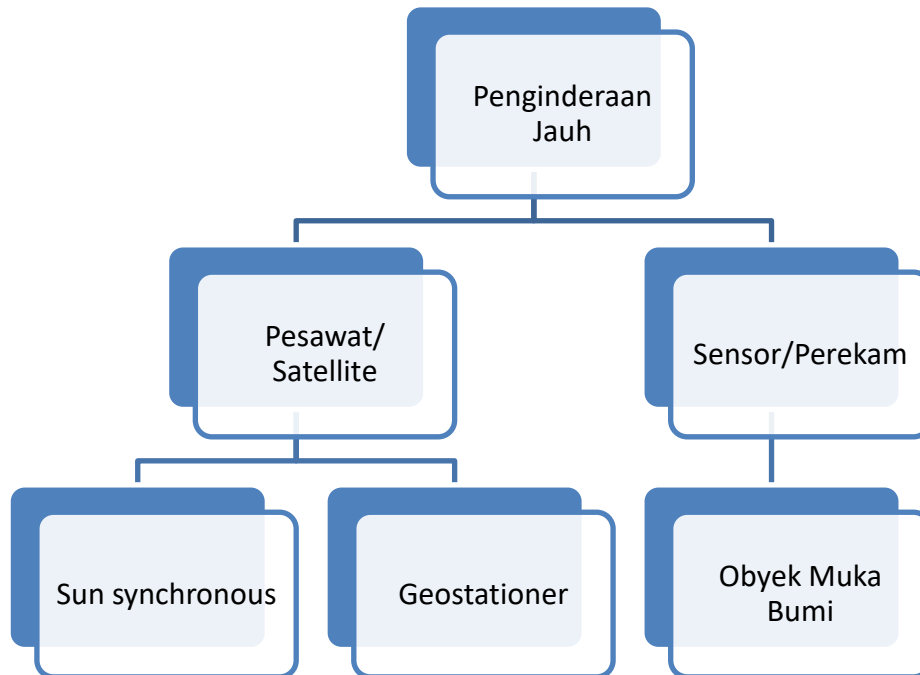 Penginderaan
Jauh
Pesawat/
Satellite
Sensor/Perekam
Sun synchronous
Geostationer
Obyek Muka
Bumi